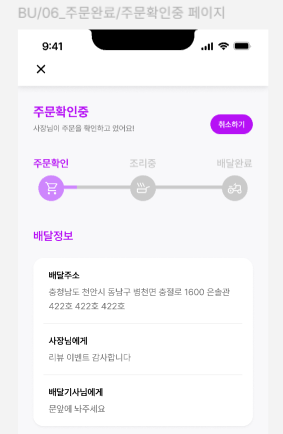 BU/06_주문완료/주문확인중 페이지
9:41
주문확인중
사장님이 주문을 확인하고 있어요!
취소하기
주문확인
조리중
배달완료
배달정보
배달주소
충청남도 천안시 동남구 병천면 충절로 1600 은솔관
422호 422호 422호
사장님에게
리뷰 이벤트 감사합니다
배달기사님에게
문앞에 놔주세요